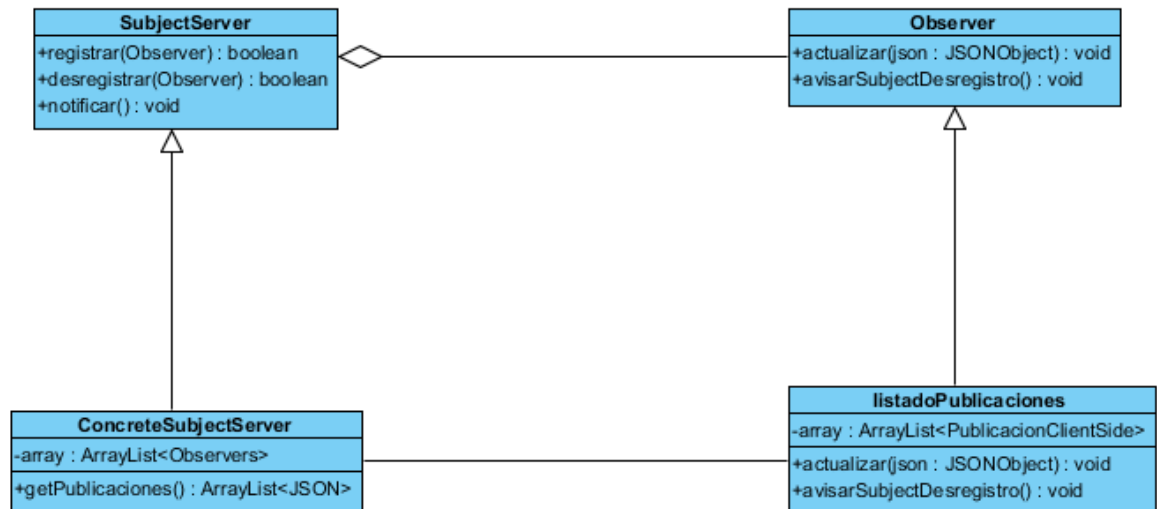 SubjectServer
+registrar(Observer) : boolean
+desregistrar(Observer) : boolean
+notificar() : void
Observer
+actualizar(json : JSONObject) : void
+avisarSubjectDesregistro() : void
ConcreteSubjectServer
-array : ArrayList<Observers>
+getPublicaciones() : ArrayList<JSON>
listadoPublicaciones
-array : ArrayList<PublicacionClientSide>
+actualizar(json : JSONObject) : void
+avisarSubjectDesregistro() : void